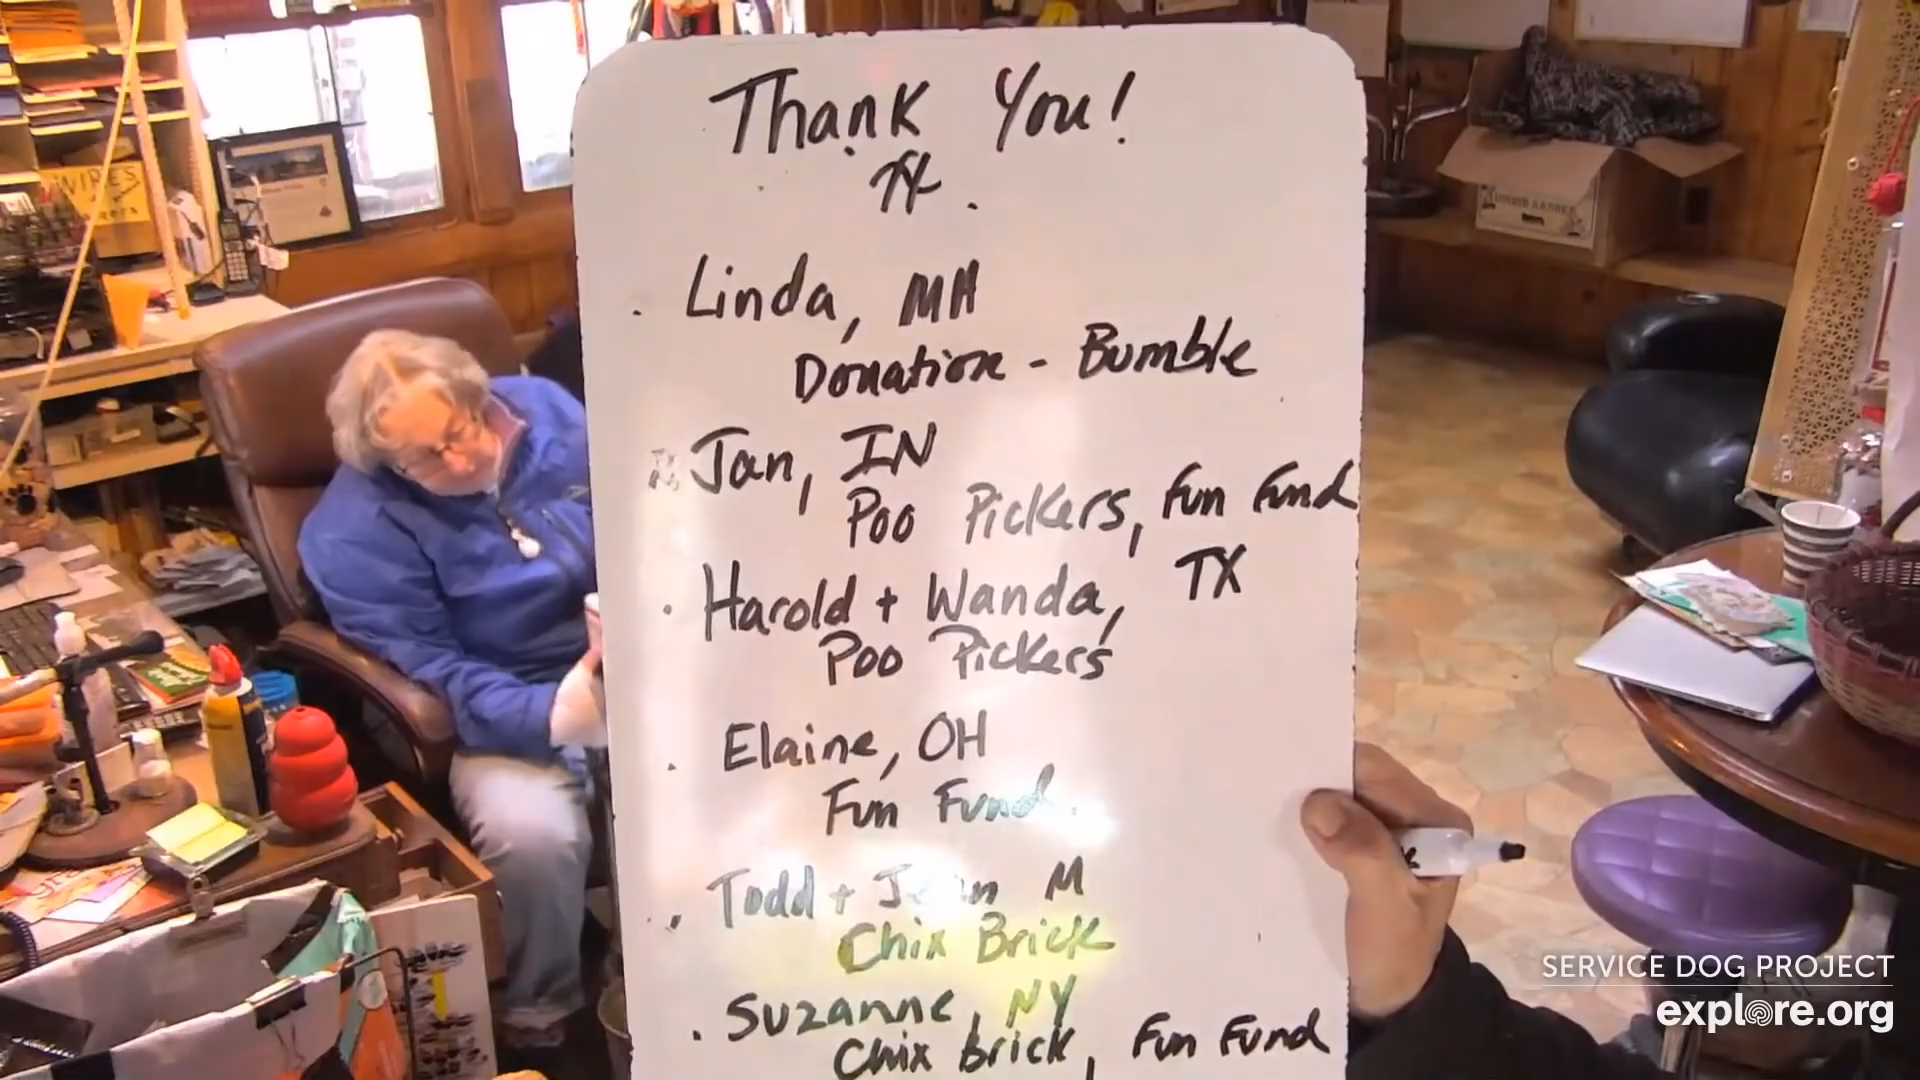 Thank You!
Linda, MA
Donation - Bumble
Jan, IN
Poo Pickers, Fun Fund
Harold + Wanda, TX
Poo Pickers
Elaine, OH
Fun Fund
Todd + M
Chix Brick
Suzanne, NY
Chix brick, Fun Fund
WIRES
SERVICE DOG PROJECT
explore.org